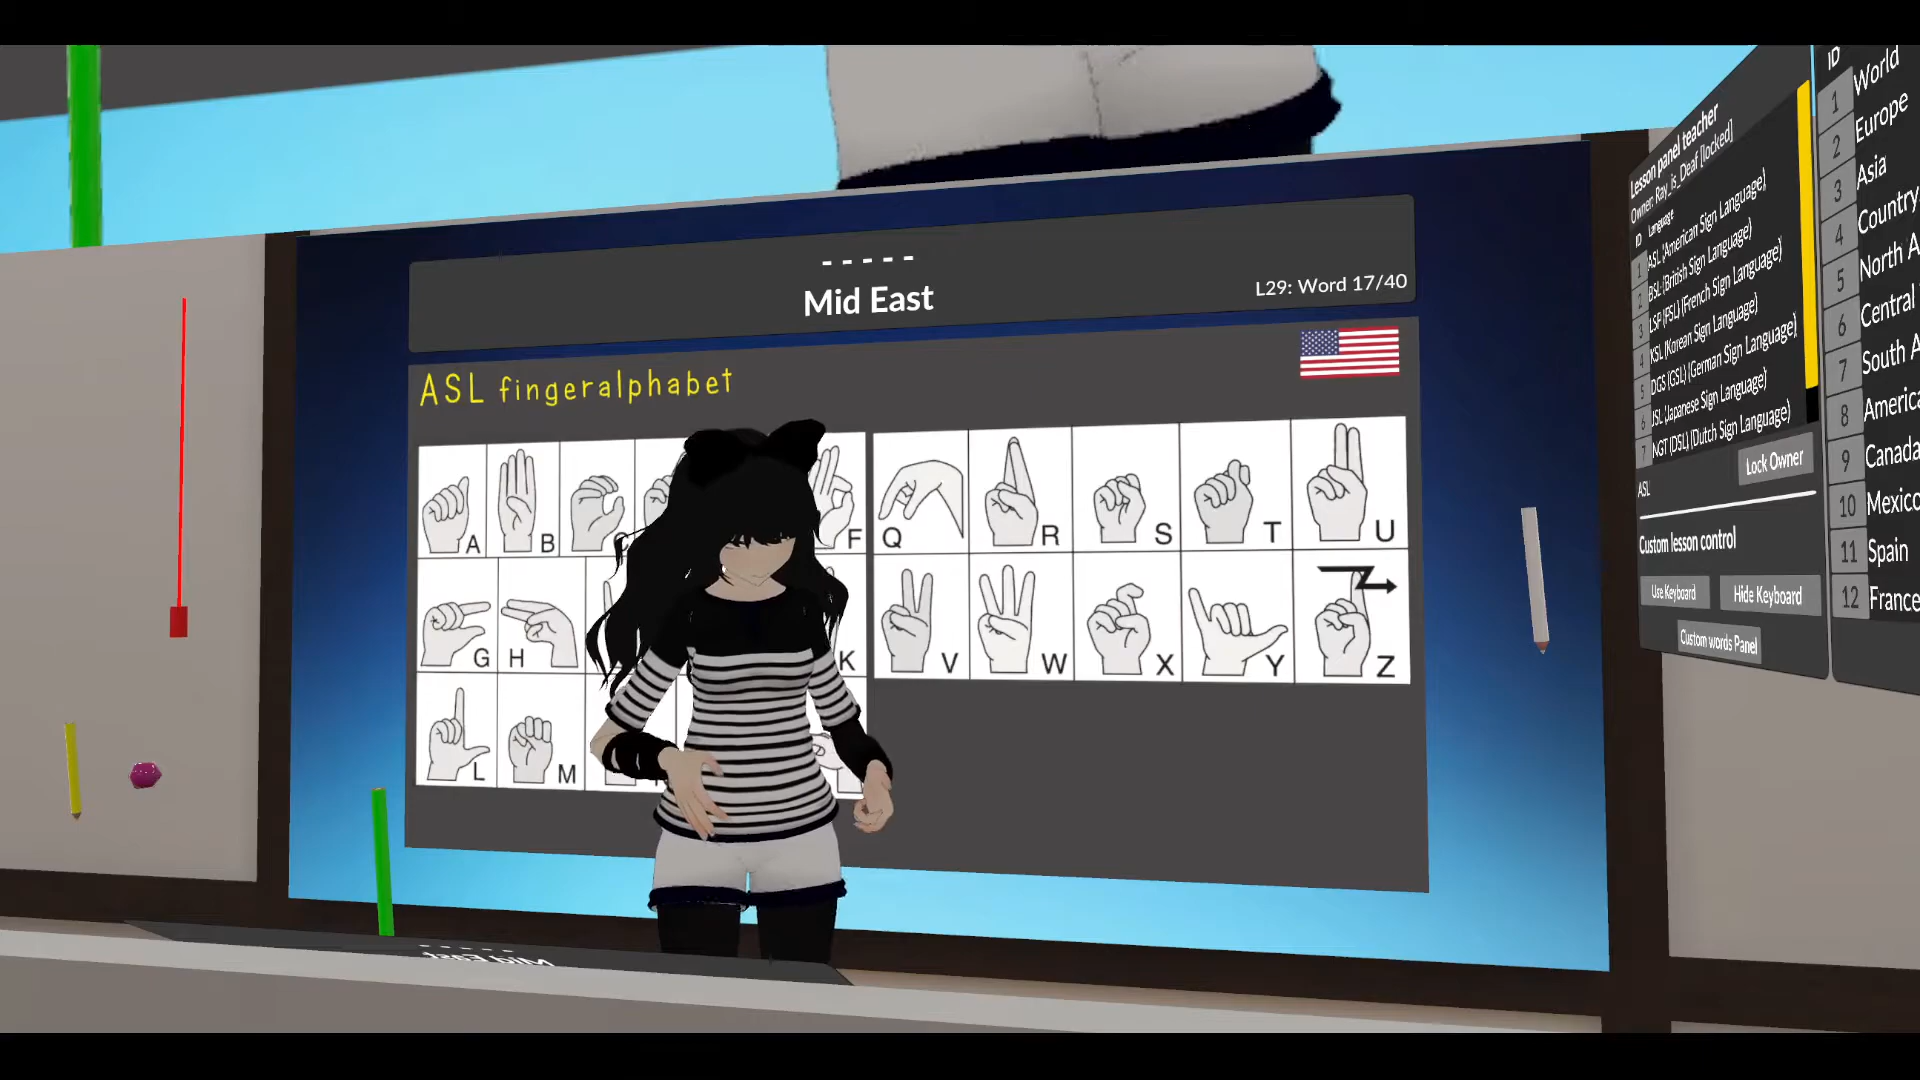 - - - - -
Mid East
L29: Word 17/40
ASL fingeralphabet
A B C F
G H K
L M
Q R S T U
V W X Y Z
Mid East
Lesson panel teacher
Owner: Ray_is_Deaf [locked]
ID Language
1 ASL (American Sign Language)
2 BSL (British Sign Language)
3 LSF (FSL) (French Sign Language)
4 KSL (Korean Sign Language)
5 DGS (GSL) (German Sign Language)
6 JSL (Japanese Sign Language)
7 NGT (DSL) (Dutch Sign Language)
Lock Owner
ASL
Custom lesson control
Use Keyboard
Hide Keyboard
Custom words Panel
ID
1 World
2 Europe
3 Asia
4 Country
5 North A
6 Central
7 South A
8 America
9 Canada
10 Mexico
11 Spain
12 France